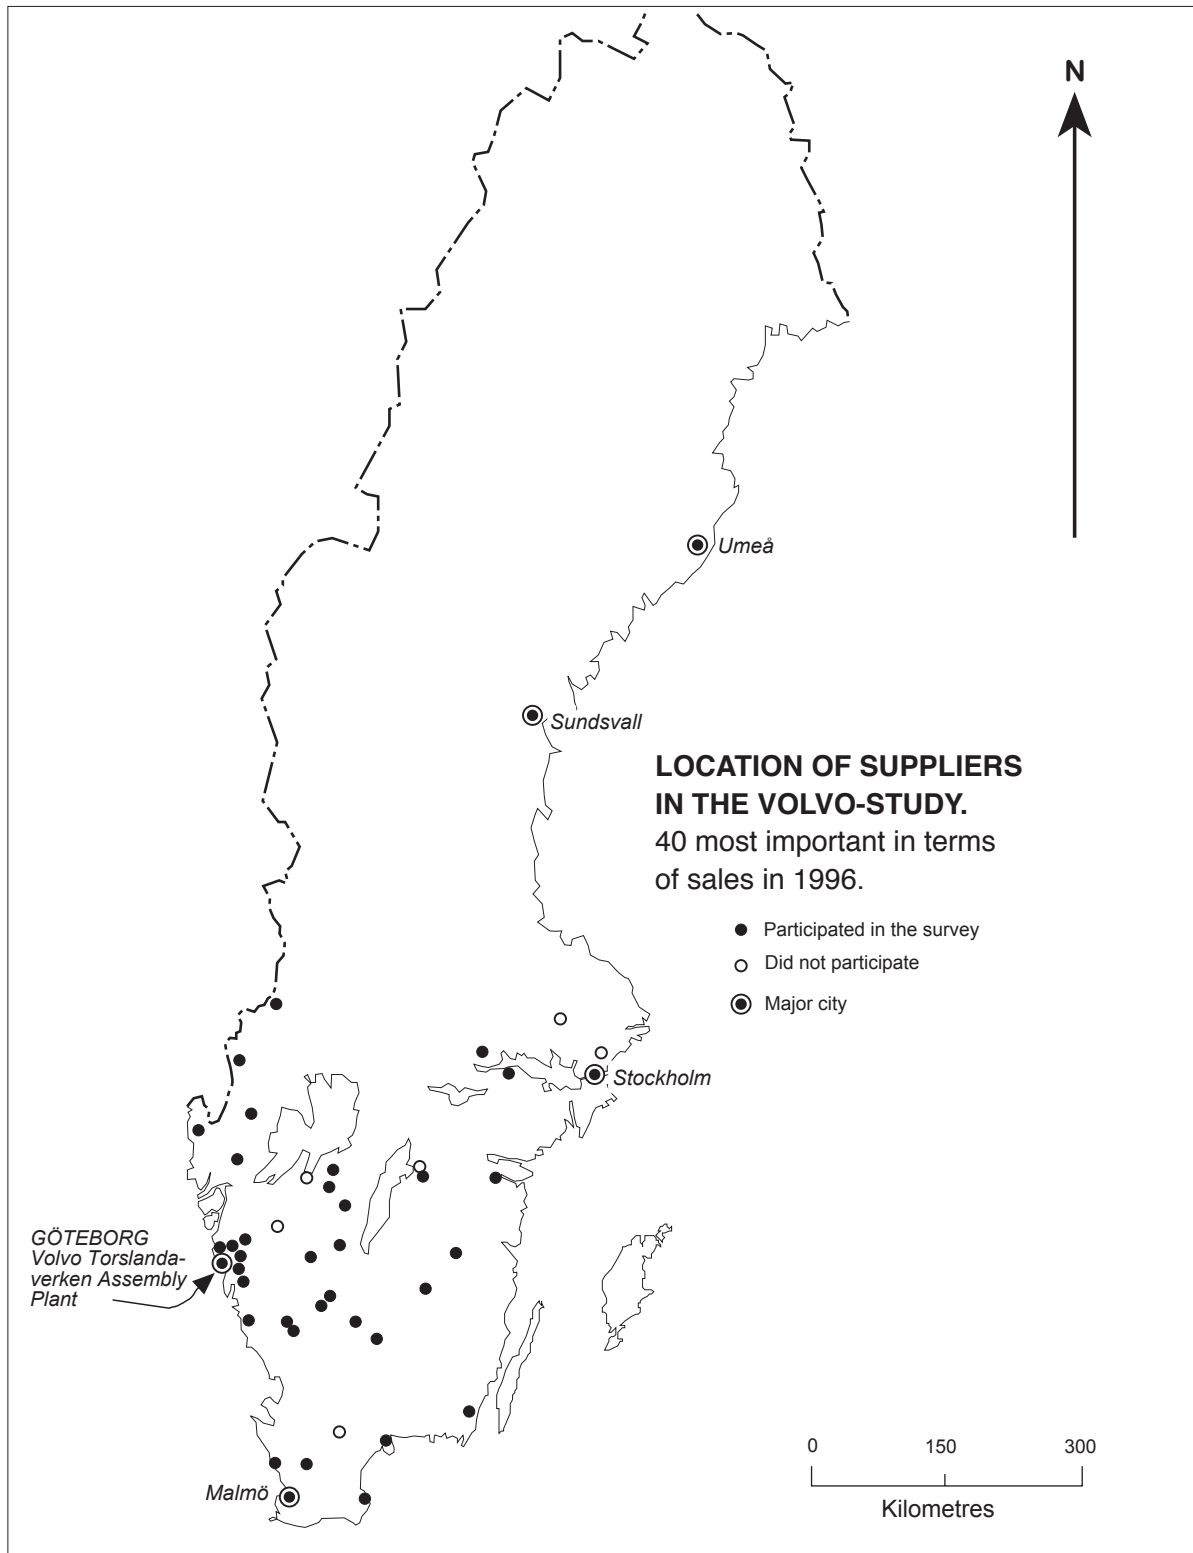 N
Umeå
Sundsvall
LOCATION OF SUPPLIERS
IN THE VOLVO-STUDY.
40 most important in terms
of sales in 1996.
Participated in the survey
Did not participate
Major city
Stockholm
GÖTEBORG
Volvo Torslanda-
verken Assembly
Plant
Malmö
0 150 300
Kilometres